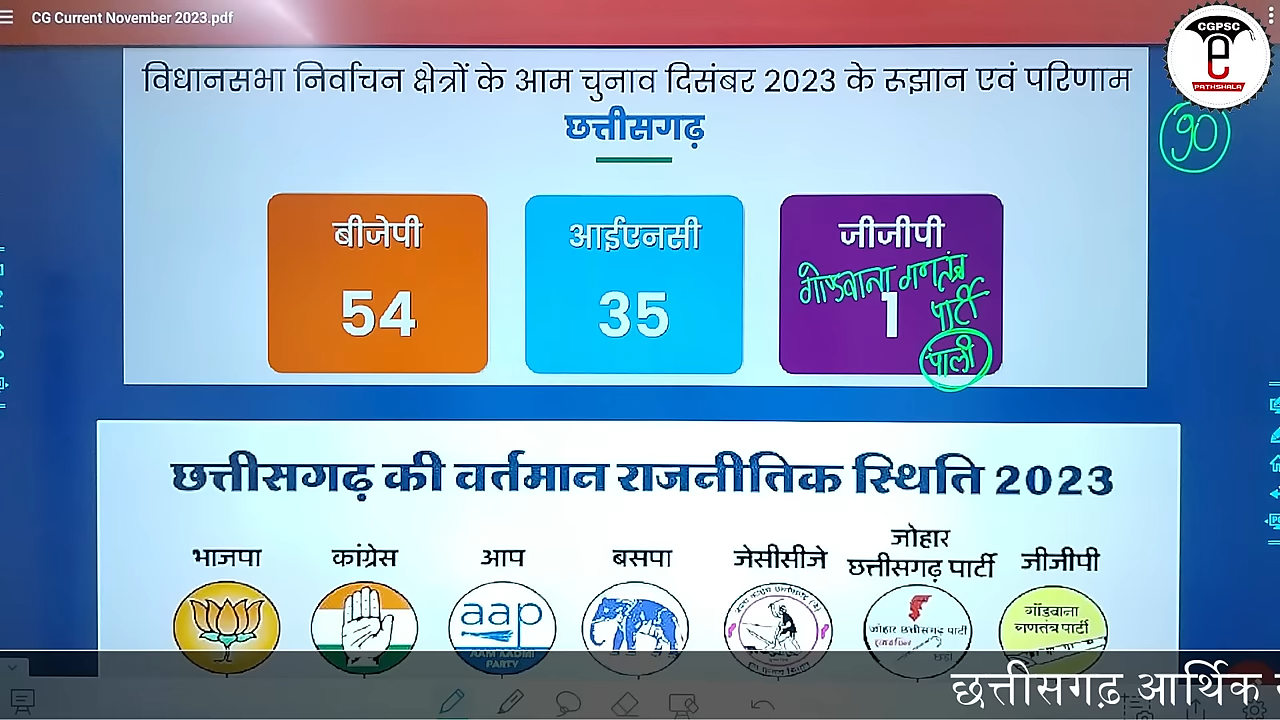 CG Current November 2023.pdf
CGPSC
e
PATHSHALA
विधानसभा निर्वाचन क्षेत्रों के आम चुनाव दिसंबर 2023 के रूझान एवं परिणाम
छत्तीसगढ़
90
बीजेपी
54
आईएनसी
35
जीजीपी
गोण्डवाना गणतंत्र
1 पार्टी
पाली
छत्तीसगढ़ की वर्तमान राजनीतिक स्थिति 2023
भाजपा कांग्रेस आप बसपा जेसीसीजे जोहार छत्तीसगढ़ पार्टी जीजीपी
aap
AAM AADMI
PARTY
जोहार छत्तीसगढ़ पार्टी
गोंडवाना
गणतंत्र पार्टी
छत्तीसगढ़ आर्थिक